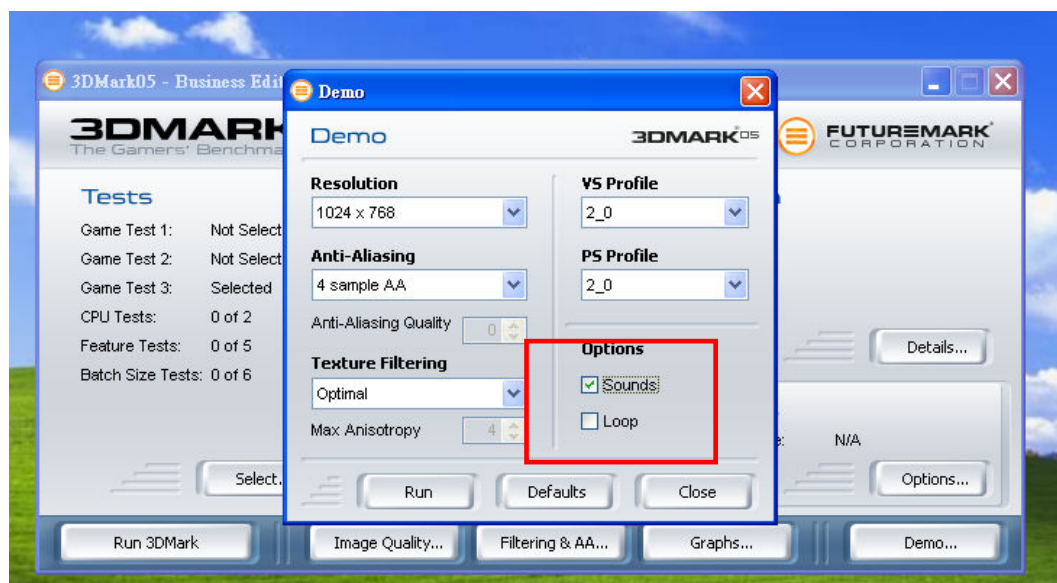 3DMark05 - Business Edi
Demo
3DMARK
The Gamers' Benchma
Demo
3DMARK05
FUTUREMARK
CORPORATION
Tests
Resolution
VS Profile
1024 x 768
2_0
Game Test 1: Not Select
Game Test 2: Not Select
Anti-Aliasing
PS Profile
Game Test 3: Selected
4 sample AA
2_0
CPU Tests: 0 of 2
Anti-Aliasing Quality 0
Feature Tests: 0 of 5
Options
Details...
Texture Filtering
Batch Size Tests: 0 of 6
Optimal
Sounds
Max Anisotropy 4
Loop
N/A
Select.
Run
Defaults
Close
Options...
Run 3DMark
Image Quality...
Filtering & AA...
Graphs...
Demo...